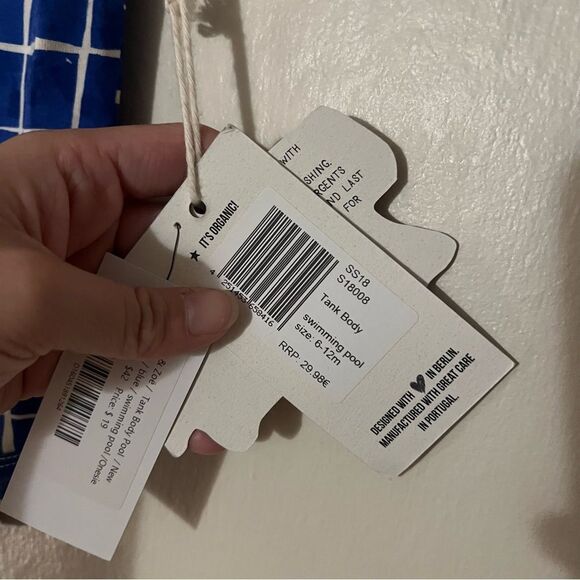 WITH
SHING.
ND LAST
FOR
★ IT'S ORGANIC!
SS18
S18008
Tank Body
swimming pool
size: 6-12m
RRP: 29.98€
DESIGNED WITH ♥ IN BERLIN.
MANUFACTURED WITH GREAT CARE
IN PORTUGAL.
& Zoë / Tank Body Pool / New
/ blue / swimming pool/Onesie
$42 Price: $ 19